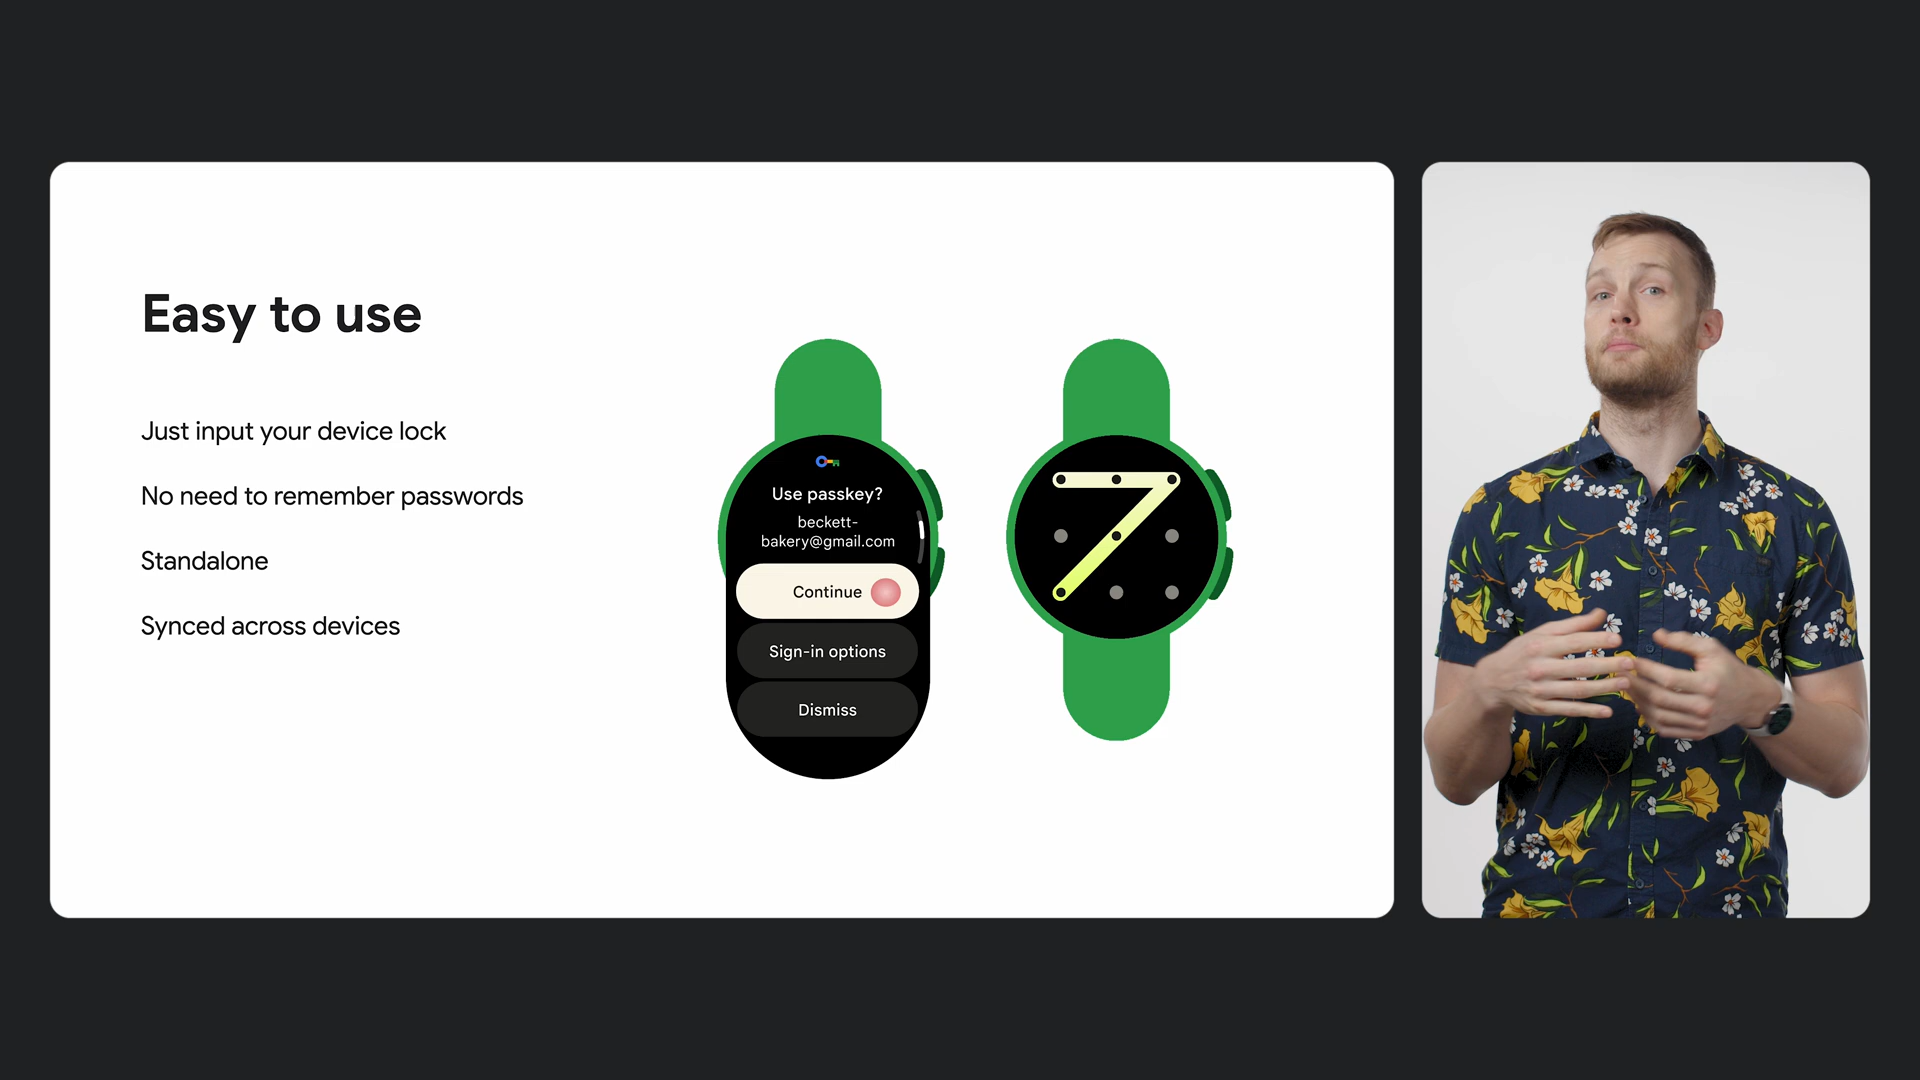 Easy to use
Just input your device lock
No need to remember passwords
Standalone
Synced across devices
Use passkey?
beckett-
bakery@gmail.com
Continue
Sign-in options
Dismiss